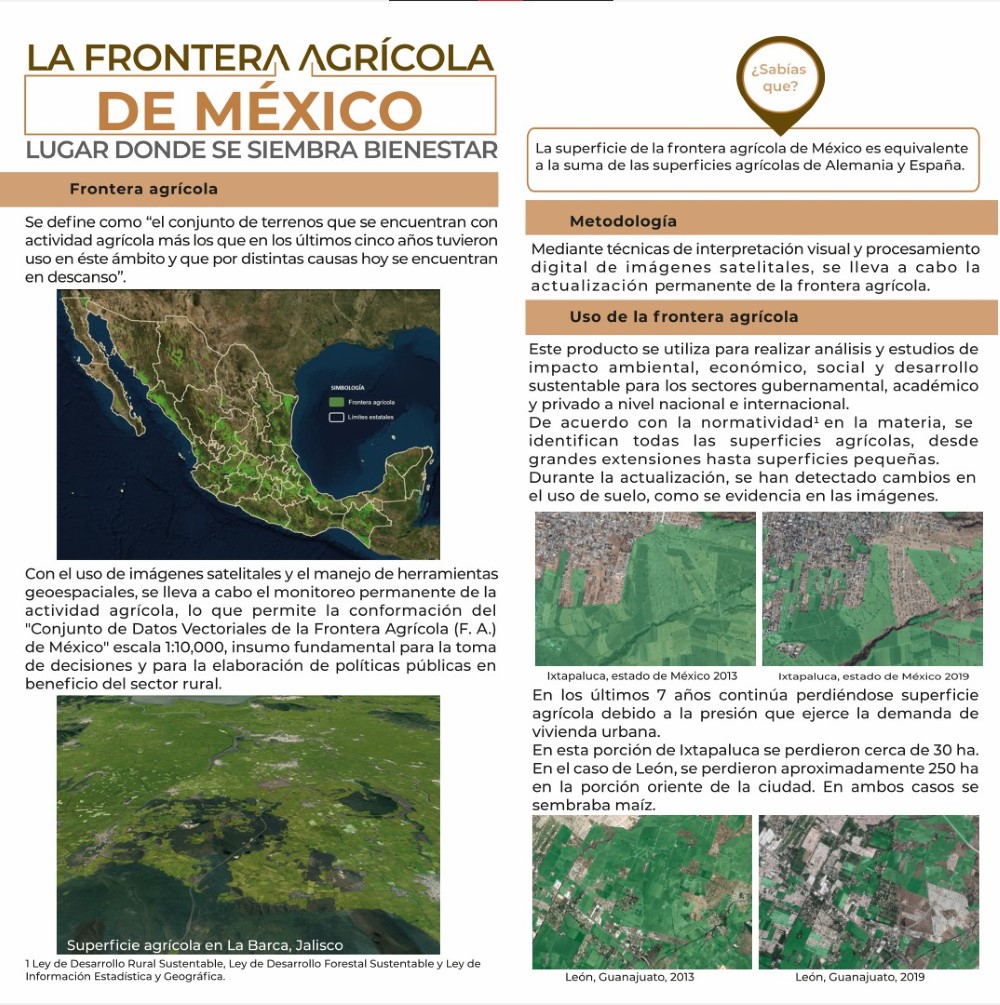 LA FRONTERA AGRÍCOLA
DE MÉXICO
LUGAR DONDE SE SIEMBRA BIENESTAR
Frontera agrícola
Se define como “el conjunto de terrenos que se encuentran con
actividad agrícola más los que en los últimos cinco años tuvieron
uso en éste ámbito y que por distintas causas hoy se encuentran
en descanso”.
SIMBOLOGÍA
Frontera agrícola
Límites estatales
Con el uso de imágenes satelitales y el manejo de herramientas
geoespaciales, se lleva a cabo el monitoreo permanente de la
actividad agrícola, lo que permite la conformación del
"Conjunto de Datos Vectoriales de la Frontera Agrícola (F. A.)
de México" escala 1:10,000, insumo fundamental para la toma
de decisiones y para la elaboración de políticas públicas en
beneficio del sector rural.
Superficie agrícola en La Barca, Jalisco
1 Ley de Desarrollo Rural Sustentable, Ley de Desarrollo Forestal Sustentable y Ley de
Información Estadística y Geográfica.
¿Sabías
que?
La superficie de la frontera agrícola de México es equivalente
a la suma de las superficies agrícolas de Alemania y España.
Metodología
Mediante técnicas de interpretación visual y procesamiento
digital de imágenes satelitales, se lleva a cabo la
actualización permanente de la frontera agrícola.
Uso de la frontera agrícola
Este producto se utiliza para realizar análisis y estudios de
impacto ambiental, económico, social y desarrollo
sustentable para los sectores gubernamental, académico
y privado a nivel nacional e internacional.
De acuerdo con la normatividad¹ en la materia, se
identifican todas las superficies agrícolas, desde
grandes extensiones hasta superficies pequeñas.
Durante la actualización, se han detectado cambios en
el uso de suelo, como se evidencia en las imágenes.
Ixtapaluca, estado de México 2013
Ixtapaluca, estado de México 2019
En los últimos 7 años continúa perdiéndose superficie
agrícola debido a la presión que ejerce la demanda de
vivienda urbana.
En esta porción de Ixtapaluca se perdieron cerca de 30 ha.
En el caso de León, se perdieron aproximadamente 250 ha
en la porción oriente de la ciudad. En ambos casos se
sembraba maíz.
León, Guanajuato, 2013
León, Guanajuato, 2019